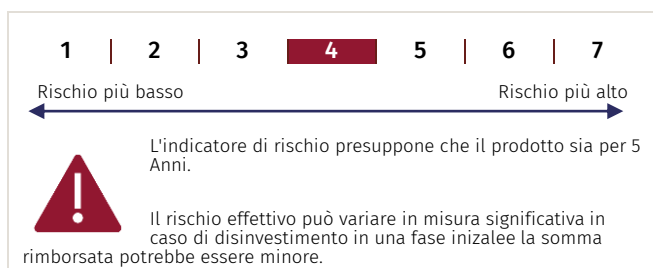 1 | 2 | 3 | 4 | 5 | 6 | 7
Rischio più basso Rischio più alto
L'indicatore di rischio presuppone che il prodotto sia per 5
Anni.
Il rischio effettivo può variare in misura significativa in
caso di disinvestimento in una fase inizalee la somma
rimborsata potrebbe essere minore.